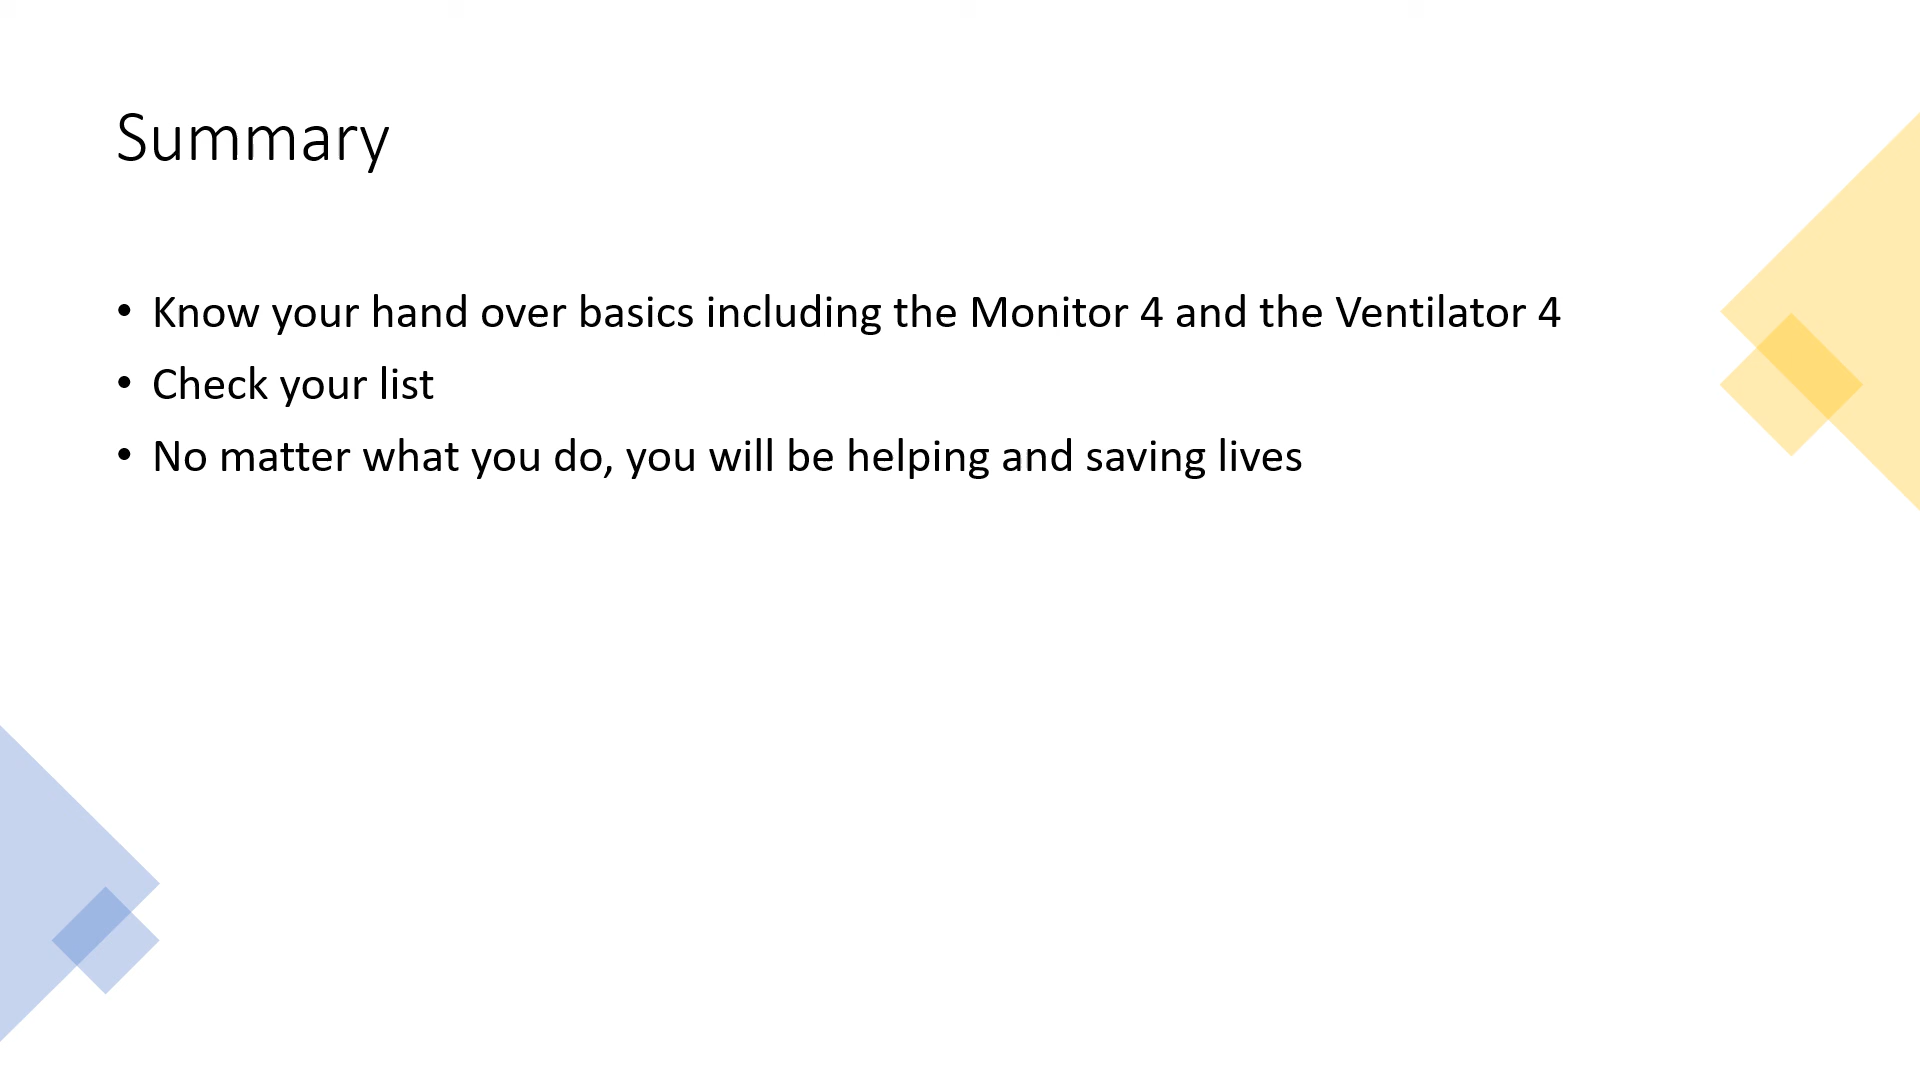 Summary
• Know your hand over basics including the Monitor 4 and the Ventilator 4
• Check your list
• No matter what you do, you will be helping and saving lives